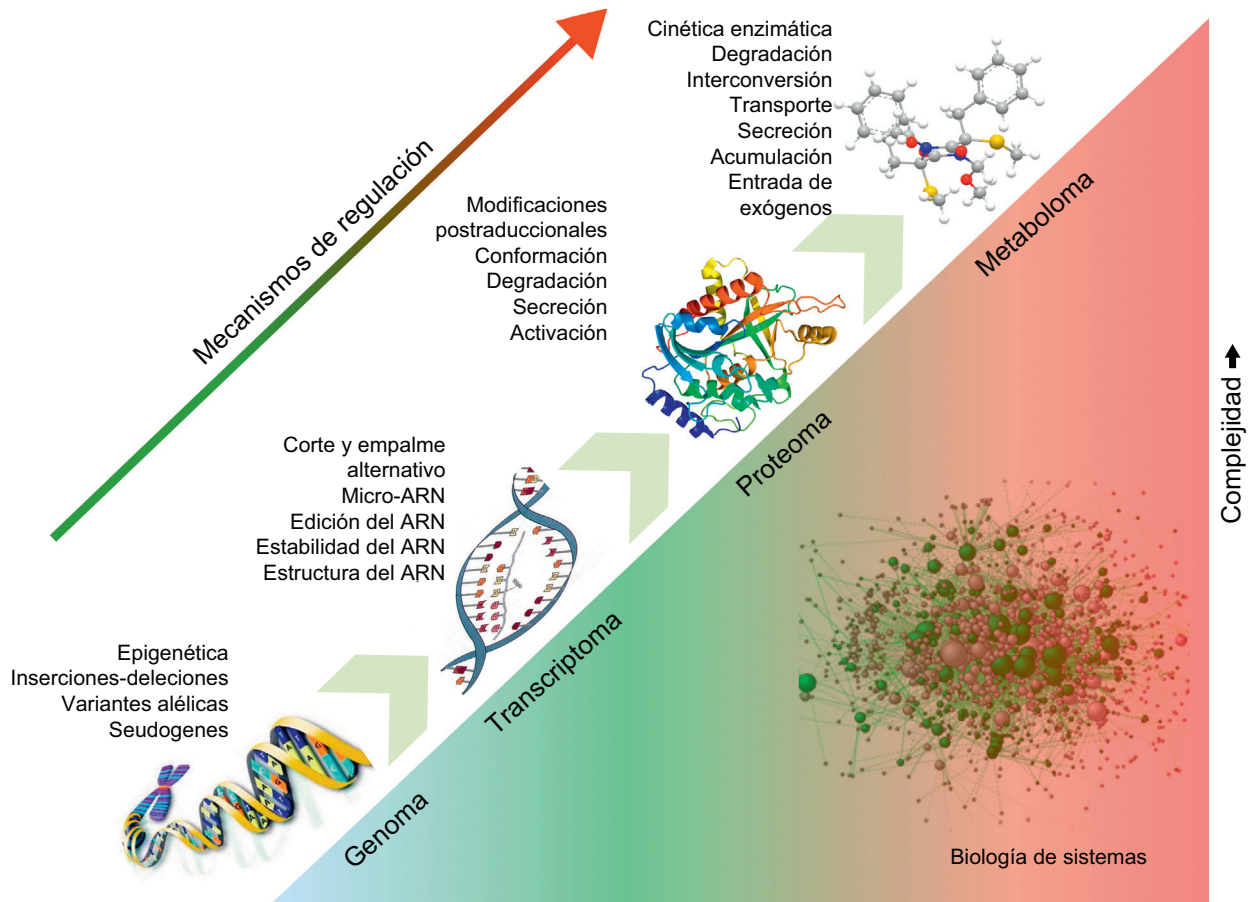 Mecanismos de regulación
Cinética enzimática
Degradación
Interconversión
Transporte
Secreción
Acumulación
Entrada de
exógenos
Metaboloma
Modificaciones
postraduccionales
Conformación
Degradación
Secreción
Activación
Proteoma
Complejidad
Corte y empalme
alternativo
Micro-ARN
Edición del ARN
Estabilidad del ARN
Estructura del ARN
Transcriptoma
Epigenética
Inserciones-deleciones
Variantes alélicas
Seudogenes
Genoma
Biología de sistemas